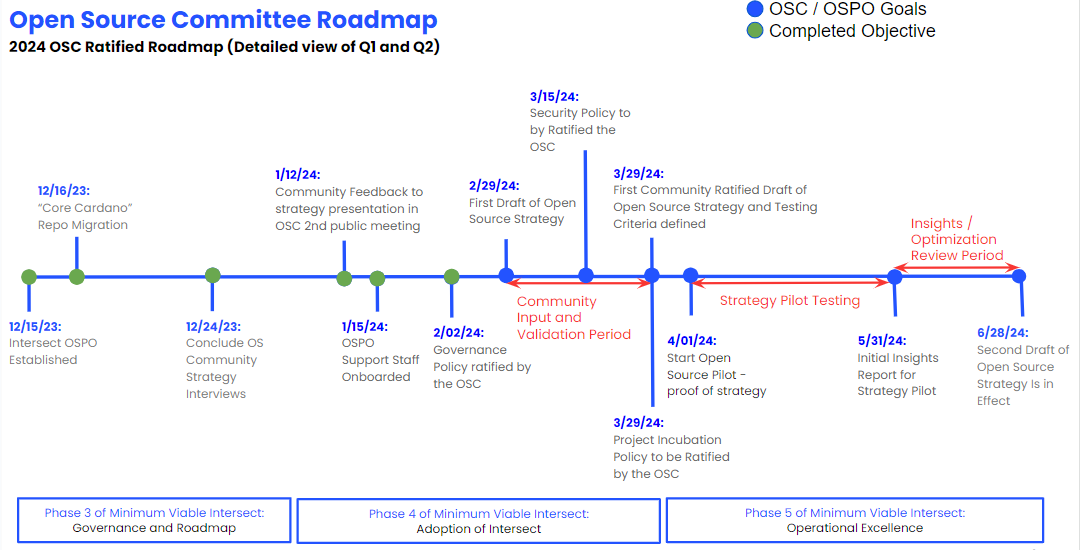 Open Source Committee Roadmap
2024 OSC Ratified Roadmap (Detailed view of Q1 and Q2)
OSC / OSPO Goals
Completed Objective
3/15/24:
Security Policy to
by Ratified the
OSC
12/16/23:
“Core Cardano”
Repo Migration
1/12/24:
Community Feedback to
strategy presentation in
OSC 2nd public meeting
2/29/24:
First Draft of Open
Source Strategy
3/29/24:
First Community Ratified Draft of
Open Source Strategy and Testing
Criteria defined
Insights /
Optimization
Review Period
Community
Input and
Validation Period
Strategy Pilot Testing
12/15/23:
Intersect OSPO
Established
12/24/23:
Conclude OS
Community
Strategy
Interviews
1/15/24:
OSPO
Support Staff
Onboarded
2/02/24:
Governance
Policy ratified by
the OSC
4/01/24:
Start Open
Source Pilot -
proof of strategy
5/31/24:
Initial Insights
Report for
Strategy Pilot
6/28/24:
Second Draft of
Open Source
Strategy Is in
Effect
3/29/24:
Project Incubation
Policy to be Ratified
by the OSC
Phase 3 of Minimum Viable Intersect:
Governance and Roadmap
Phase 4 of Minimum Viable Intersect:
Adoption of Intersect
Phase 5 of Minimum Viable Intersect:
Operational Excellence